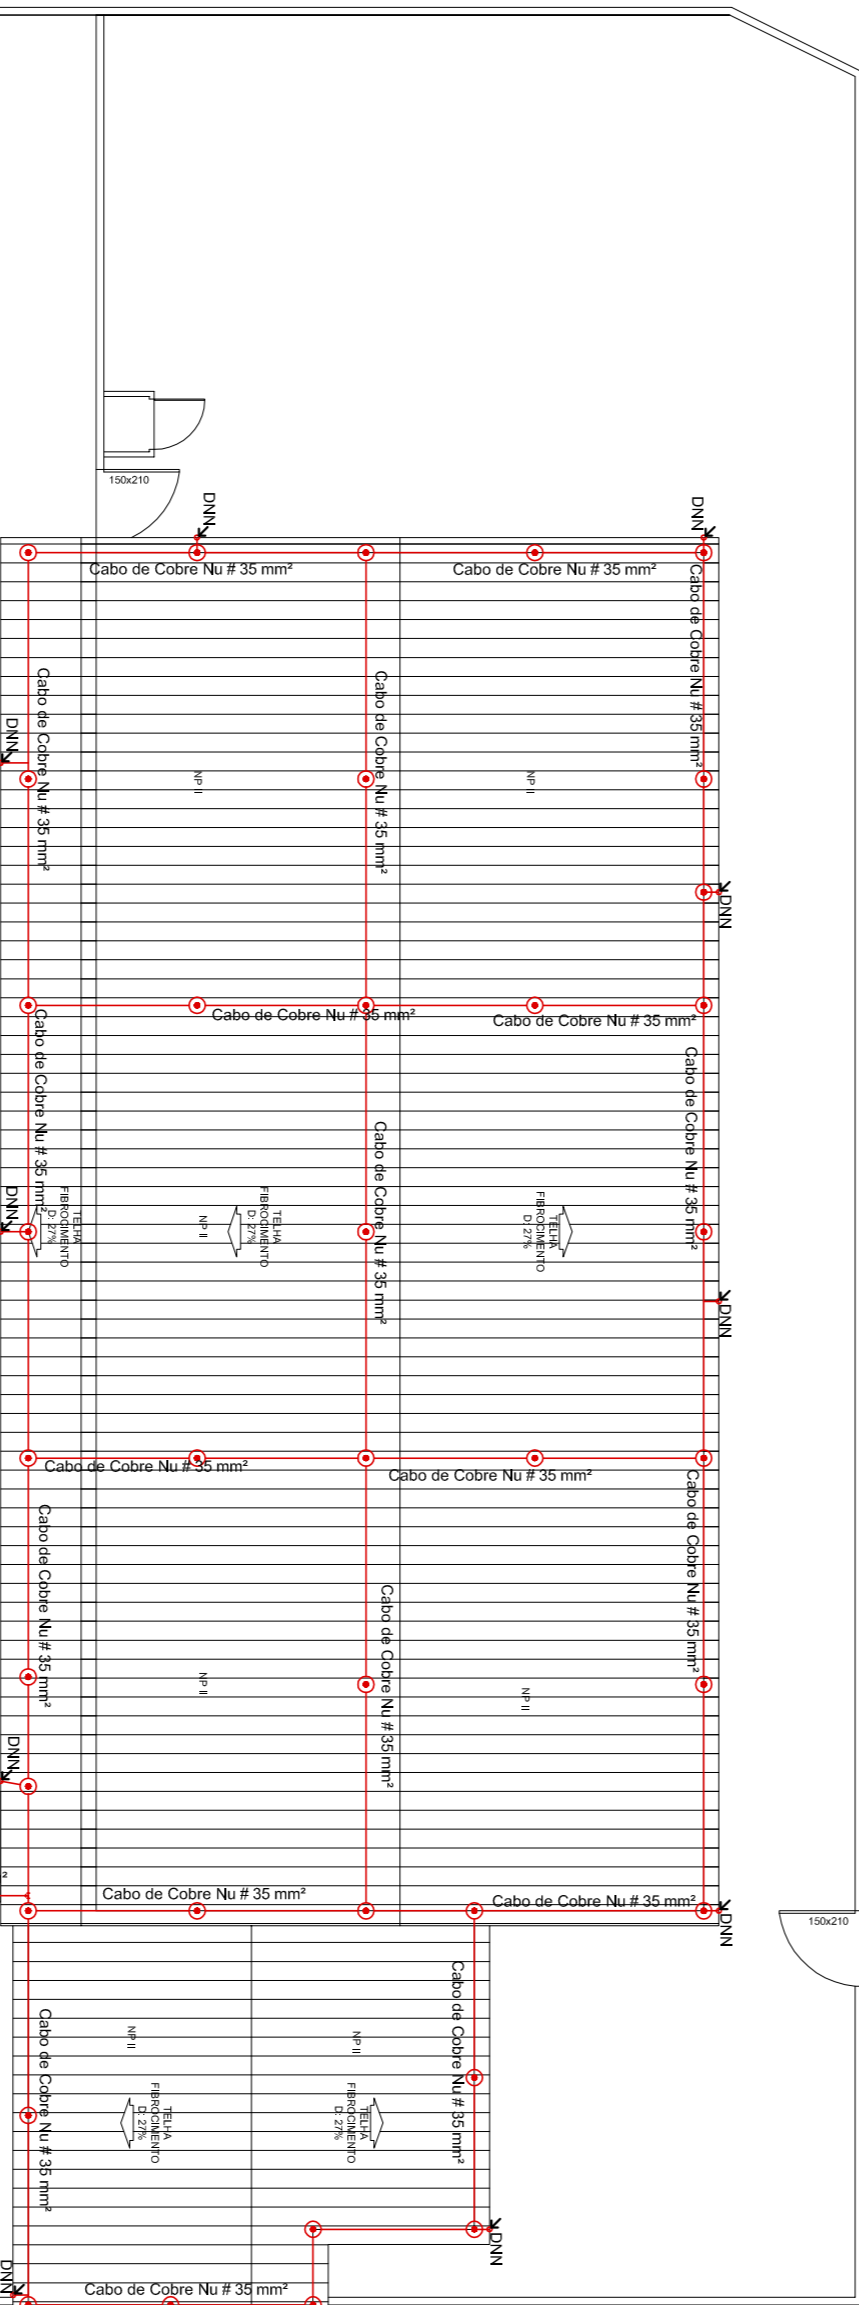 150x210
DNN
DNN
Cabo de Cobre Nu # 35 mm²
Cabo de Cobre Nu # 35 mm²
Cabo de Cobre Nu # 35 mm²
Cabo de Cobre Nu # 35 mm²
Cabo de Cobre Nu # 35 mm²
DNN
NP II
NP II
DNN
Cabo de Cobre Nu # 35 mm²
Cabo de Cobre Nu # 35 mm²
Cabo de Cobre Nu # 35 mm²
Cabo de Cobre Nu # 35 mm²
Cabo de Cobre Nu # 35 mm²
DNN
TELHA
FIBROCIMENTO
D: 27%
NP II
TELHA
FIBROCIMENTO
D: 27%
TELHA
FIBROCIMENTO
D: 27%
DNN
Cabo de Cobre Nu # 35 mm²
Cabo de Cobre Nu # 35 mm²
Cabo de Cobre Nu # 35 mm²
Cabo de Cobre Nu # 35 mm²
Cabo de Cobre Nu # 35 mm²
NP II
NP II
DNN
²
Cabo de Cobre Nu # 35 mm²
Cabo de Cobre Nu # 35 mm²
DNN
150x210
Cabo de Cobre Nu # 35 mm²
Cabo de Cobre Nu # 35 mm²
NP II
NP II
TELHA
FIBROCIMENTO
D: 27%
TELHA
FIBROCIMENTO
D: 27%
DNN
DNN
Cabo de Cobre Nu # 35 mm²